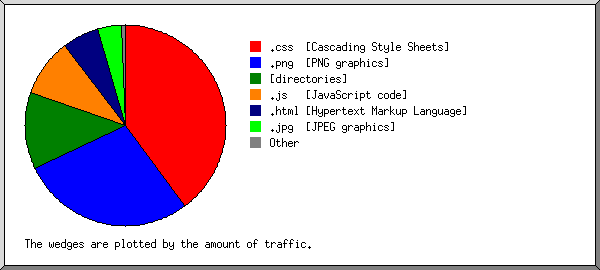 .css [Cascading Style Sheets]
.png [PNG graphics]
[directories]
.js [JavaScript code]
.html [Hypertext Markup Language]
.jpg [JPEG graphics]
Other
The wedges are plotted by the amount of traffic.